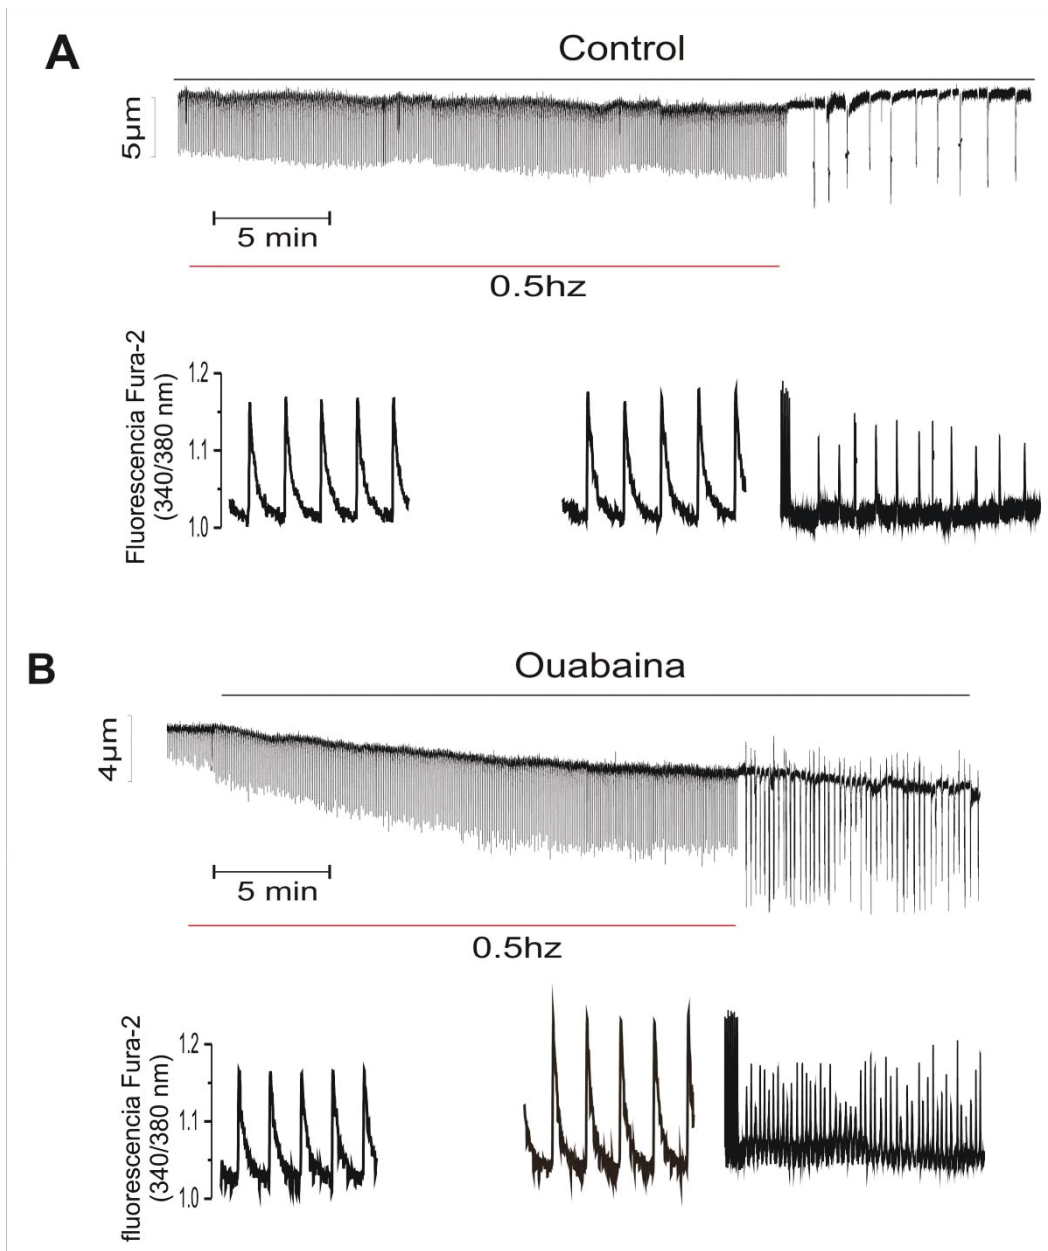 A
Control
5µm
5 min
0.5hz
Fluorescencia Fura-2
(340/380 nm)
1.2
1.1
1.0
B
Ouabaina
4µm
5 min
0.5hz
fluorescencia Fura-2
(340/380 nm)
1.2
1.1
1.0